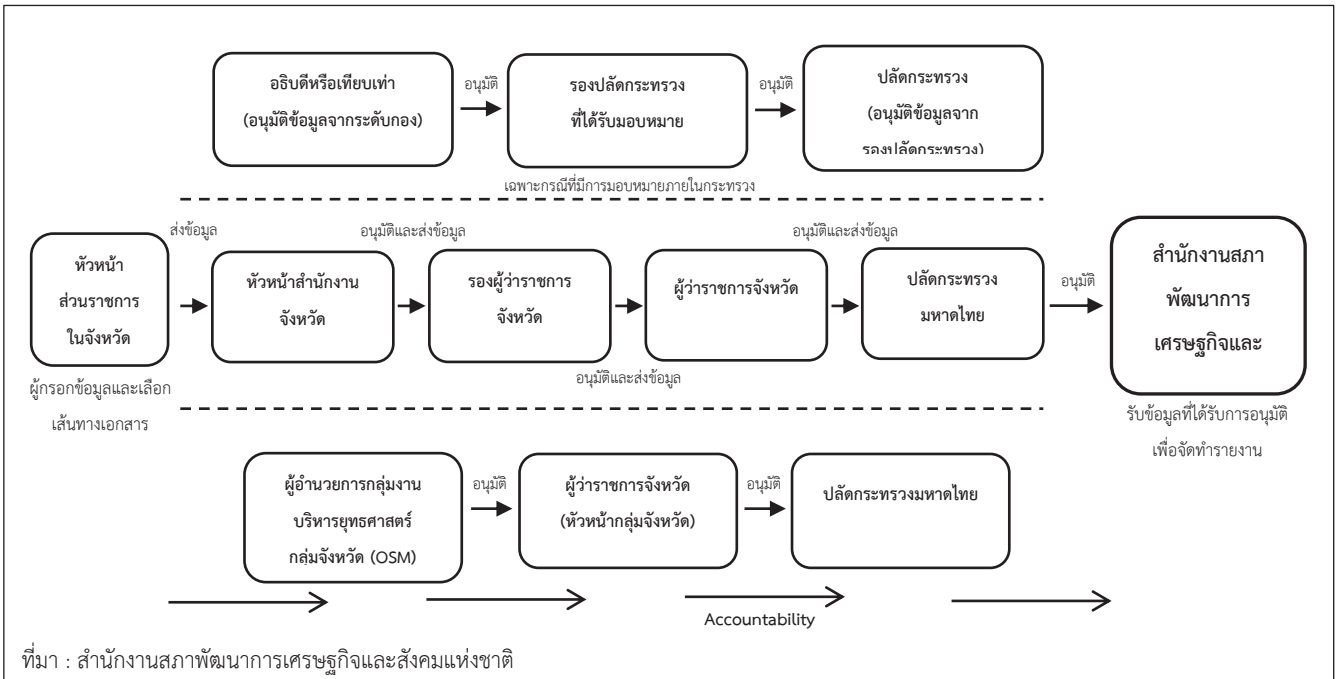 อธิบดีหรือเทียบเท่า
(อนุมัติข้อมูลจากระดับกอง)
อนุมัติ
รองปลัดกระทรวง
ที่ได้รับมอบหมาย
อนุมัติ
ปลัดกระทรวง
(อนุมัติข้อมูลจาก
รองปลัดกระทรวง)
เฉพาะกรณีที่มีการมอบหมายภายในกระทรวง
หัวหน้า
ส่วนราชการ
ในจังหวัด
ผู้กรอกข้อมูลและเลือก
เส้นทางเอกสาร
ส่งข้อมูล
หัวหน้าสำนักงาน
จังหวัด
อนุมัติและส่งข้อมูล
รองผู้ว่าราชการ
จังหวัด
อนุมัติและส่งข้อมูล
ผู้ว่าราชการจังหวัด
อนุมัติและส่งข้อมูล
ปลัดกระทรวง
มหาดไทย
อนุมัติ
สำนักงานสภา
พัฒนาการ
เศรษฐกิจและ
รับข้อมูลที่ได้รับการอนุมัติ
เพื่อจัดทำรายงาน
ผู้อำนวยการกลุ่มงาน
บริหารยุทธศาสตร์
กลุ่มจังหวัด (OSM)
อนุมัติ
ผู้ว่าราชการจังหวัด
(หัวหน้ากลุ่มจังหวัด)
อนุมัติ
ปลัดกระทรวงมหาดไทย
Accountability
ที่มา : สำนักงานสภาพัฒนาการเศรษฐกิจและสังคมแห่งชาติ